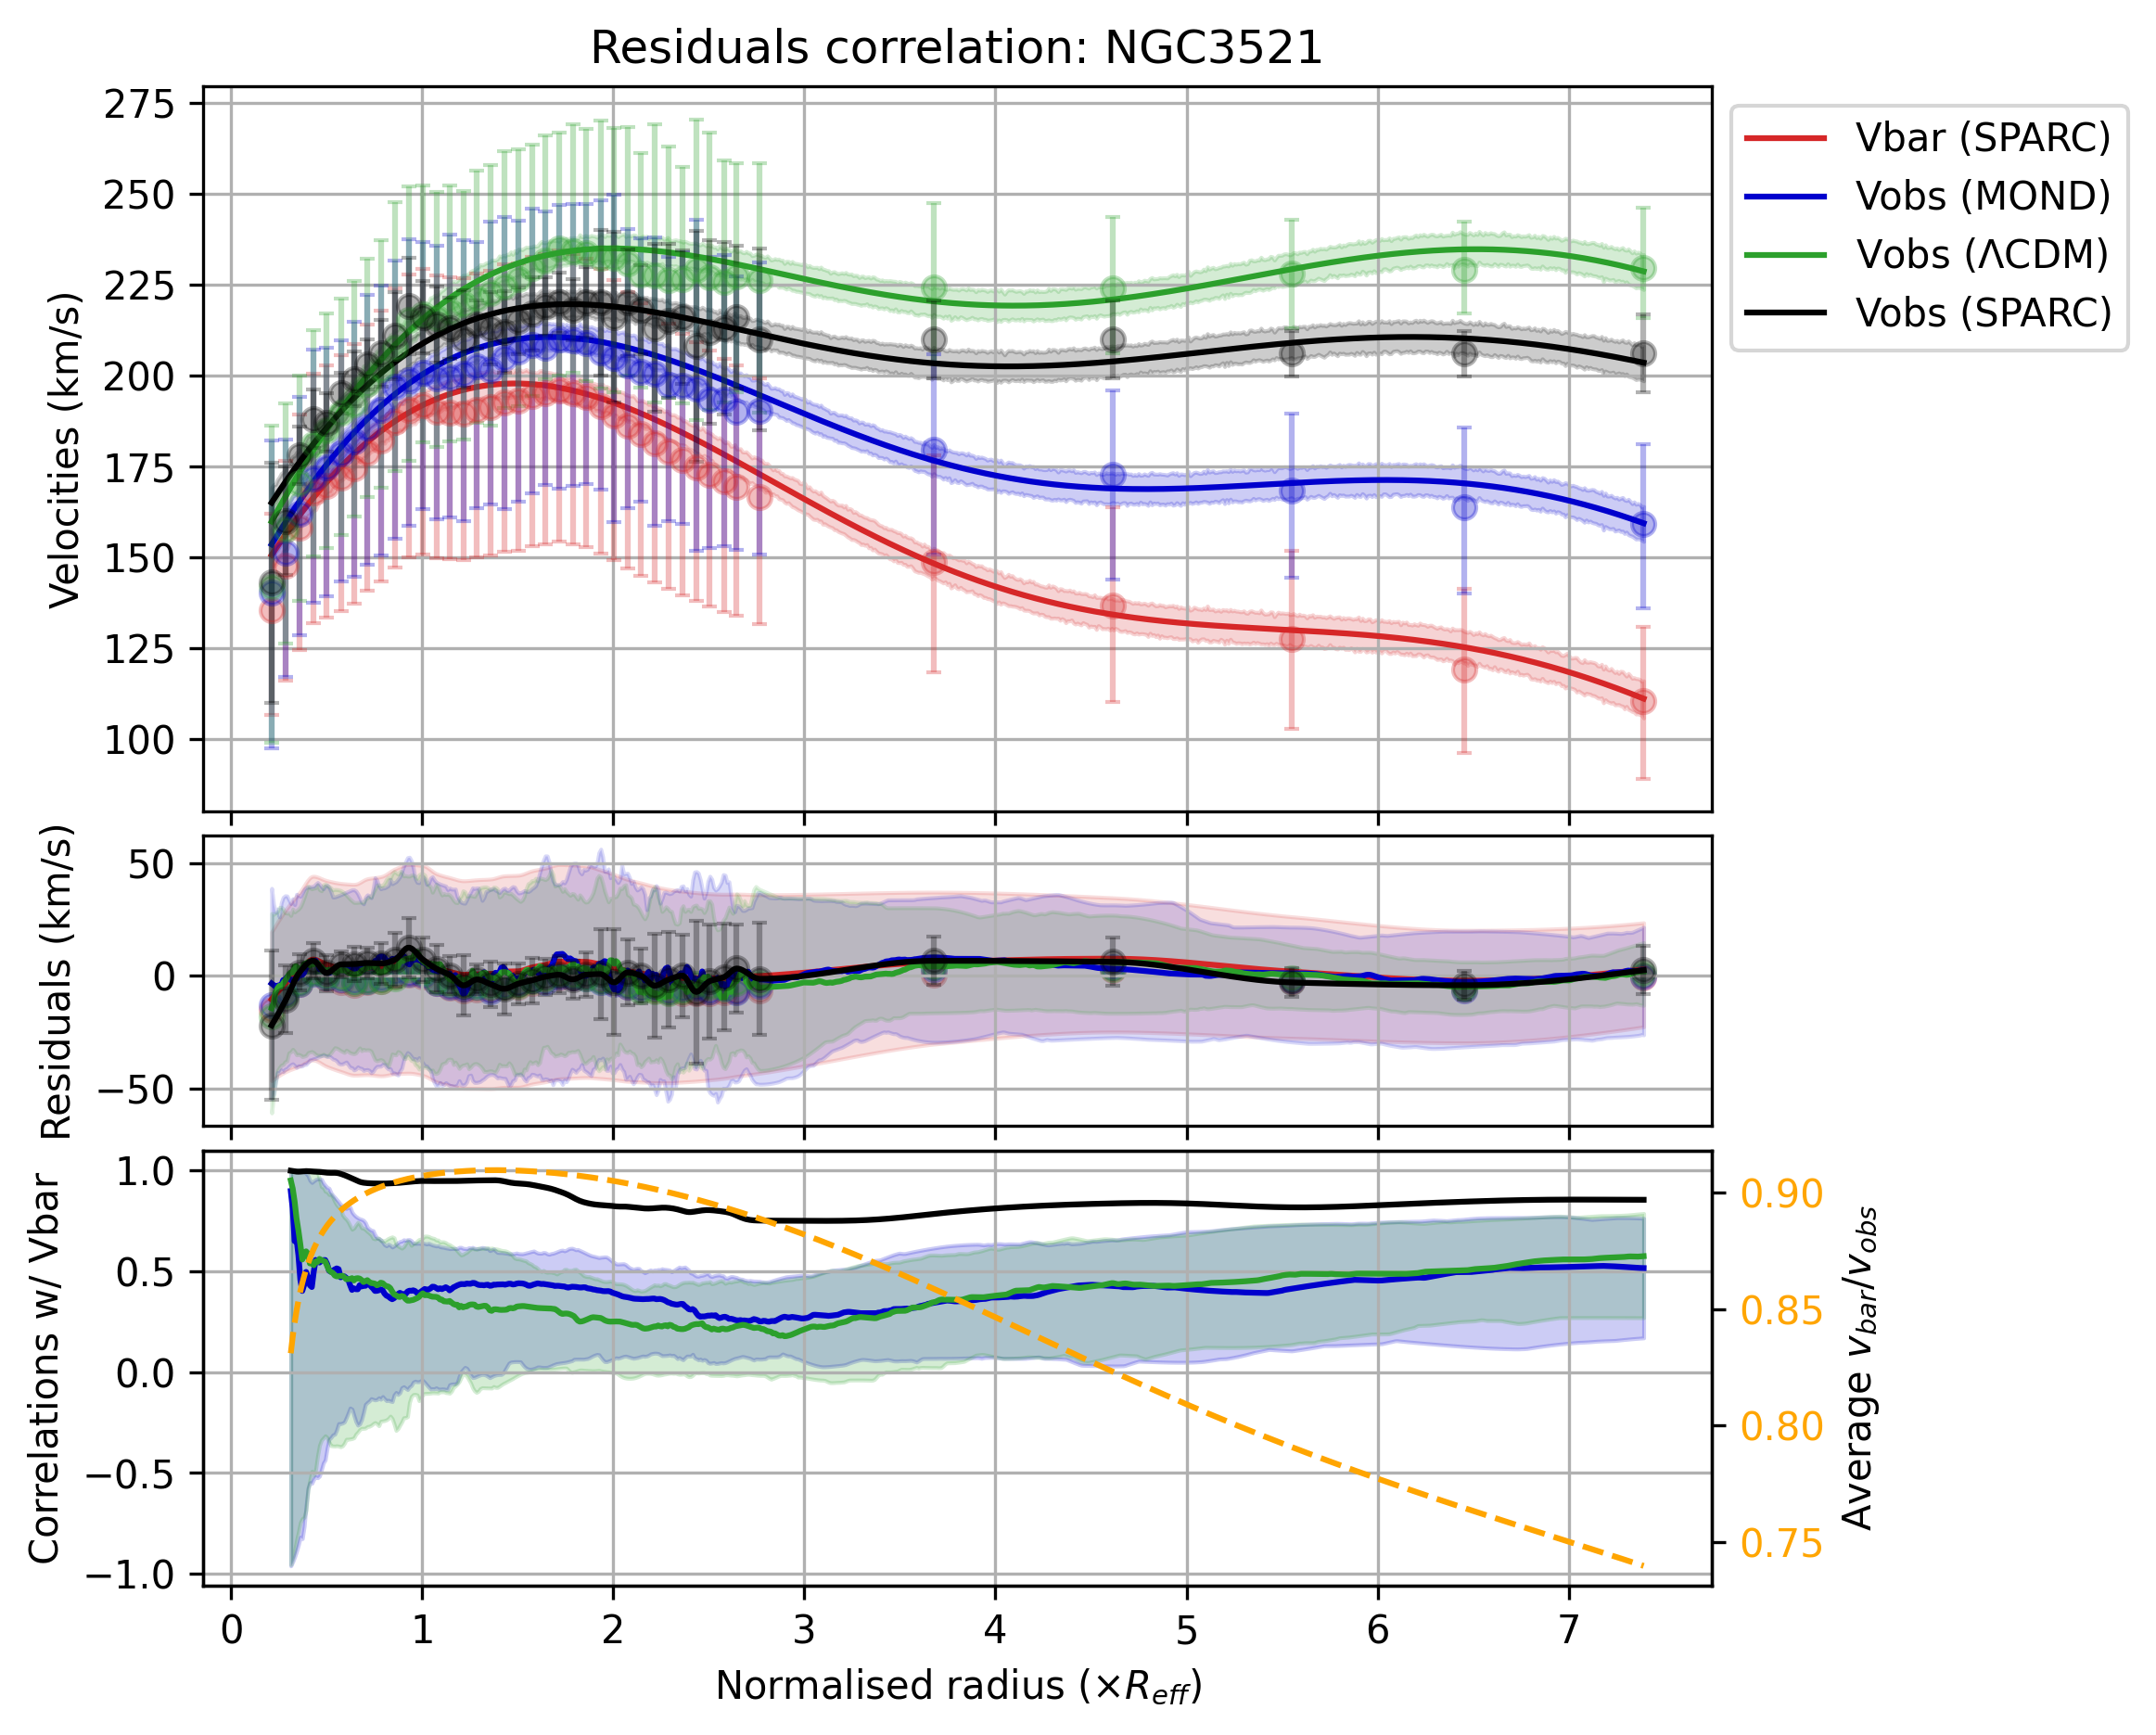 Residuals correlation: NGC3521
275
250
225
200
175
150
125
100
Velocities (km/s)
Vbar (SPARC)
Vobs (MOND)
Vobs (ΛCDM)
Vobs (SPARC)
50
0
−50
Residuals (km/s)
1.0
0.5
0.0
−0.5
−1.0
Correlations w/ Vbar
0.90
0.85
0.80
0.75
Average v_bar/v_obs
0 1 2 3 4 5 6 7
Normalised radius (×R_eff)